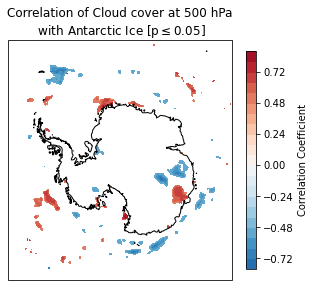 Correlation of Cloud cover at 500 hPa
with Antarctic Ice [p ≤ 0.05]
0.72
0.48
0.24
0.00
−0.24
−0.48
−0.72
Correlation Coefficient